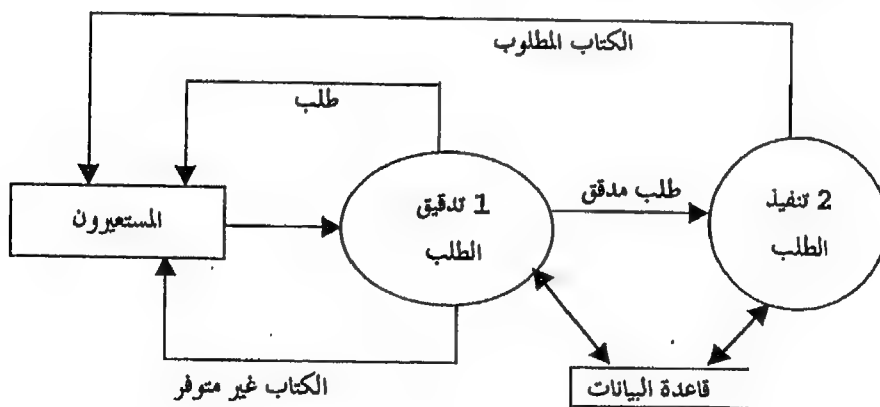 الكتاب المطلوب
طلب
المستعيرون
1 تدقيق
الطلب
طلب مدقق
2 تنفيذ
الطلب
الكتاب غير متوفر
قاعدة البيانات